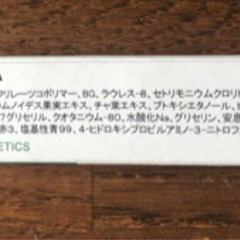 A
クリレーツコポリマー、BG、ラウレス-8、セトリモニウムクロリ
ムノイデス果実エキス、チャ葉エキス、ブトキシエタノール、ト
7グリセリル、クオタニウム-80、水酸化Na、グリセリン、安息
赤3、塩基性青99、4-ヒドロキシプロピルアミノ-3-ニトロフ
ETICS